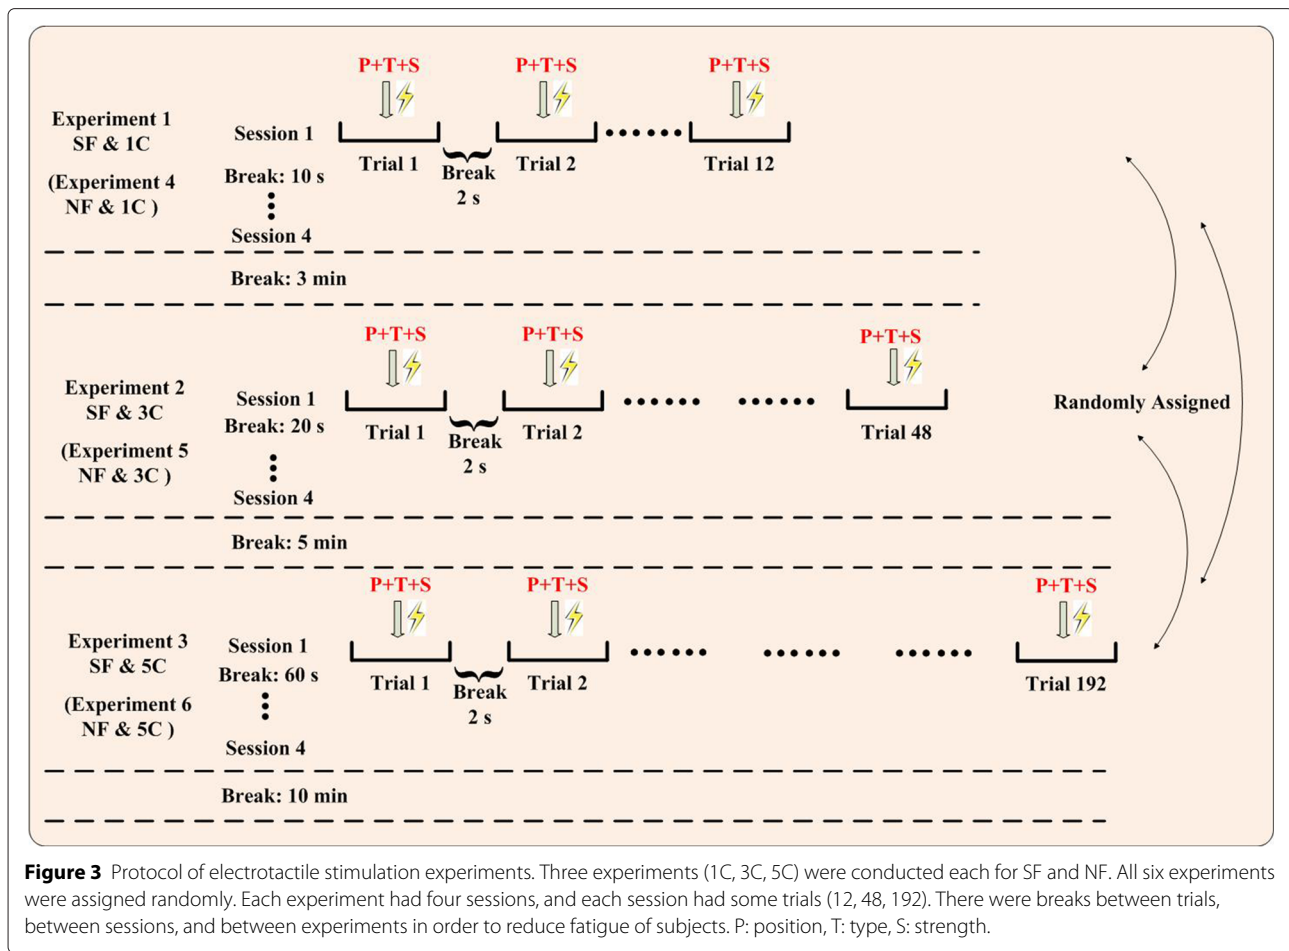 P+T+S P+T+S P+T+S
Experiment 1
SF & 1C
Session 1
Trial 1 Trial 2 Trial 12
Break
2 s
(Experiment 4
NF & 1C )
Break: 10 s
Session 4
Break: 3 min
P+T+S P+T+S P+T+S
Experiment 2
SF & 3C
Session 1
Break: 20 s
Trial 1 Trial 2 Trial 48
Break
2 s
(Experiment 5
NF & 3C )
Session 4
Randomly Assigned
Break: 5 min
P+T+S P+T+S P+T+S
Experiment 3
SF & 5C
Session 1
Break: 60 s
Trial 1 Trial 2 Trial 192
Break
2 s
(Experiment 6
NF & 5C )
Session 4
Break: 10 min
Figure 3 Protocol of electrotactile stimulation experiments. Three experiments (1C, 3C, 5C) were conducted each for SF and NF. All six experiments
were assigned randomly. Each experiment had four sessions, and each session had some trials (12, 48, 192). There were breaks between trials,
between sessions, and between experiments in order to reduce fatigue of subjects. P: position, T: type, S: strength.